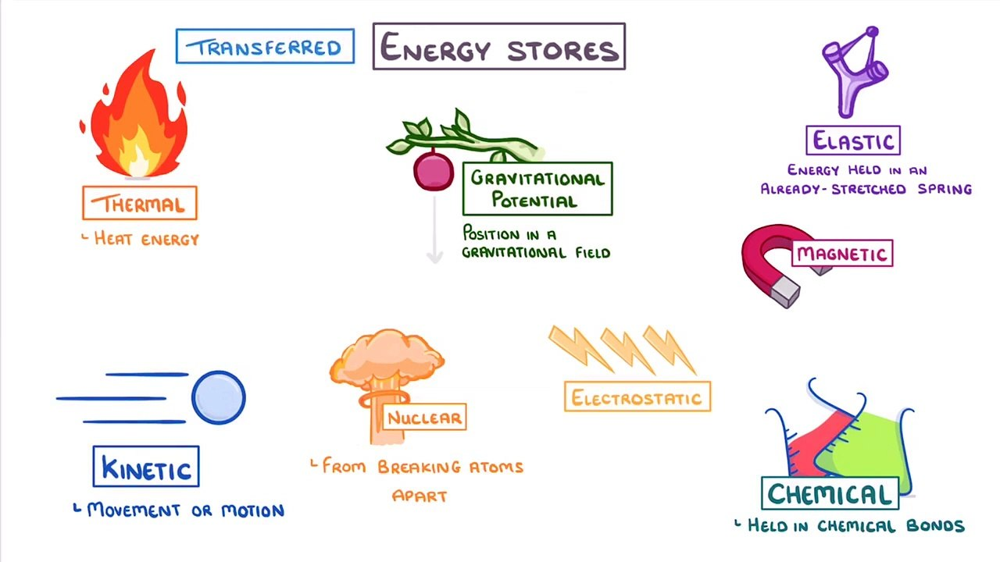 TRANSFERRED
ENERGY STORES
THERMAL
HEAT ENERGY
GRAVITATIONAL
POTENTIAL
POSITION IN A
GRAVITATIONAL FIELD
ELASTIC
ENERGY HELD IN AN
ALREADY-STRETCHED SPRING
MAGNETIC
KINETIC
MOVEMENT OR MOTION
NUCLEAR
FROM BREAKING ATOMS
APART
ELECTROSTATIC
CHEMICAL
HELD IN CHEMICAL BONDS